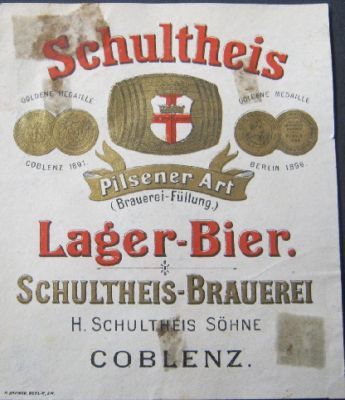 Schultheis
GOLDENE MEDAILLE
COBLENZ 1891.
GOLDENE MEDAILLE
BERLIN 1896.
Pilsener Art
(Brauerei-Füllung.)
Lager-Bier.
SCHULTHEIS-BRAUEREI
H. SCHULTHEIS SÖHNE
COBLENZ.